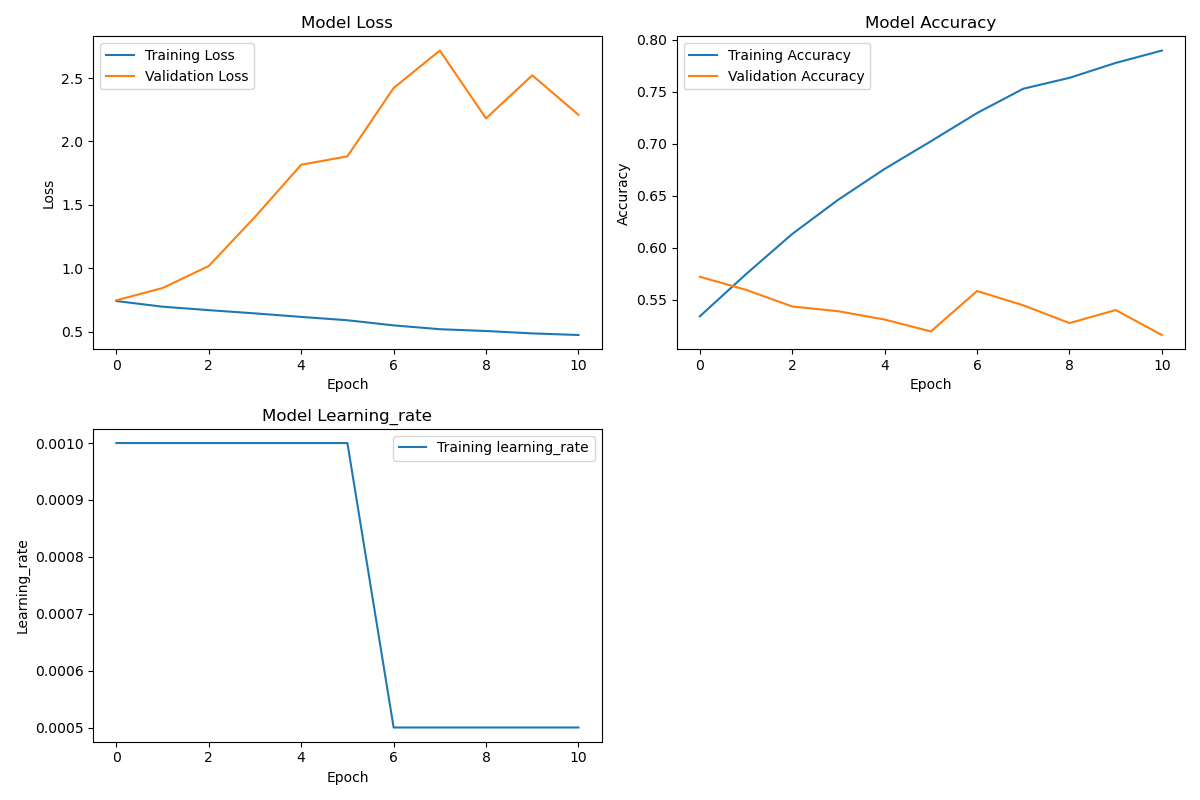 Model Loss
Training Loss
Validation Loss
2.5
2.0
1.5
1.0
0.5
Loss
0 2 4 6 8 10
Epoch
Model Accuracy
Training Accuracy
Validation Accuracy
0.80
0.75
0.70
0.65
0.60
0.55
Accuracy
0 2 4 6 8 10
Epoch
Model Learning_rate
Training learning_rate
0.0010
0.0009
0.0008
0.0007
0.0006
0.0005
Learning_rate
0 2 4 6 8 10
Epoch